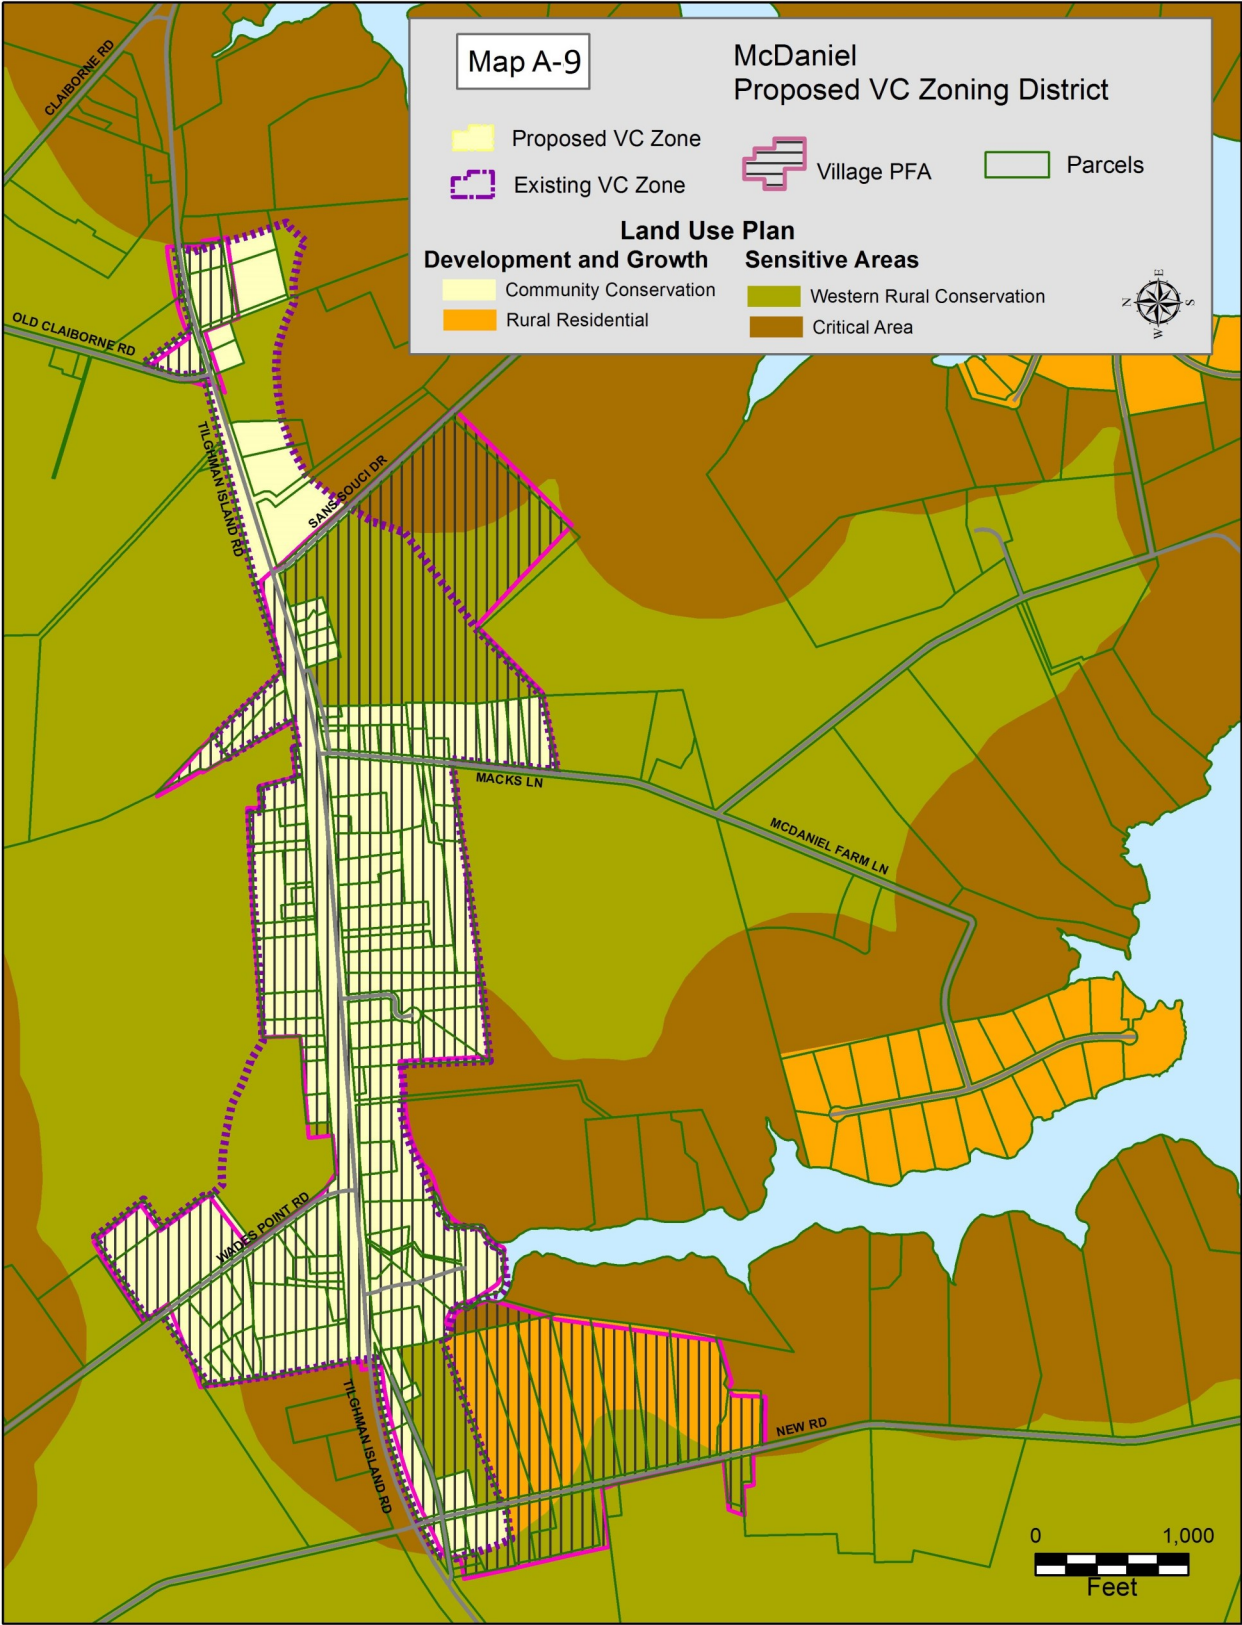 Map A-9
McDaniel
Proposed VC Zoning District
Proposed VC Zone
Existing VC Zone
Village PFA
Parcels
Land Use Plan
Development and Growth
Sensitive Areas
Community Conservation
Rural Residential
Western Rural Conservation
Critical Area
E
N
S
W
CLAIBORNE RD
OLD CLAIBORNE RD
TILGHMAN ISLAND RD
SANS SOUCI DR
MACKS LN
MCDANIEL FARM LN
WADES POINT RD
TILGHMAN ISLAND RD
NEW RD
0 1,000
Feet